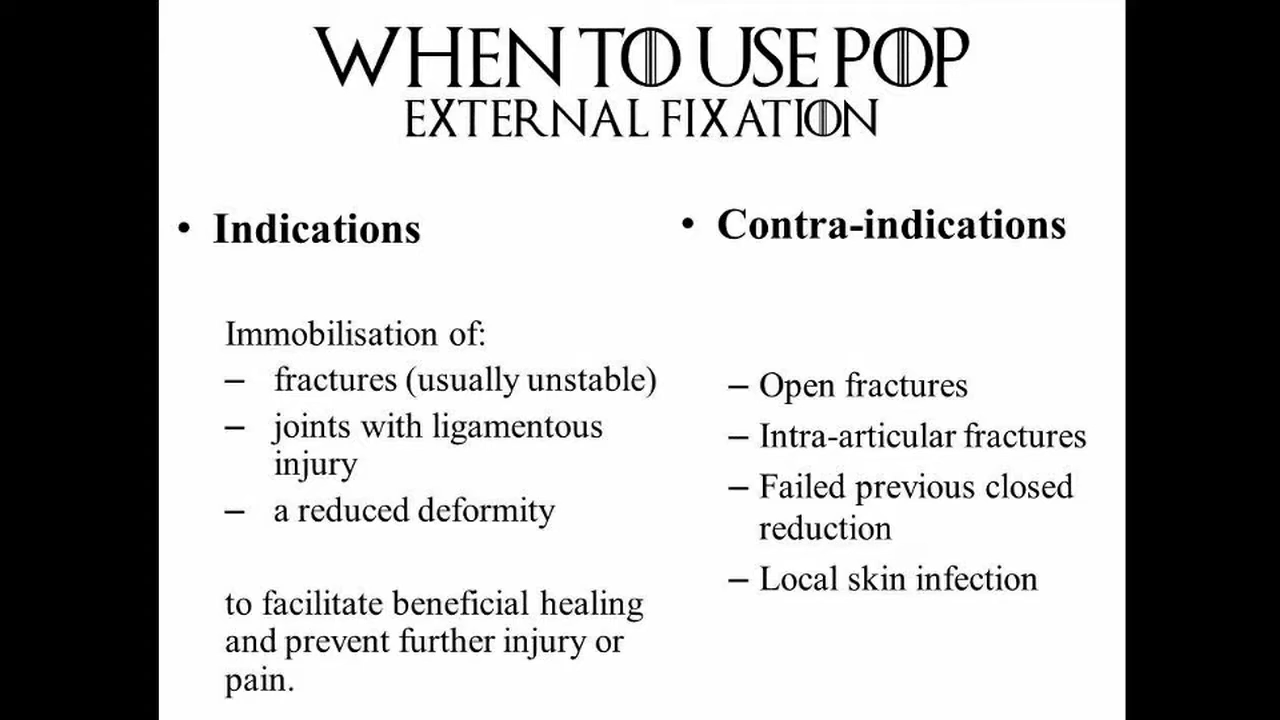 WHEN TO USE POP
EXTERNAL FIXATION
• Indications
Immobilisation of:
– fractures (usually unstable)
– joints with ligamentous
injury
– a reduced deformity
to facilitate beneficial healing
and prevent further injury or
pain.
• Contra-indications
– Open fractures
– Intra-articular fractures
– Failed previous closed
reduction
– Local skin infection